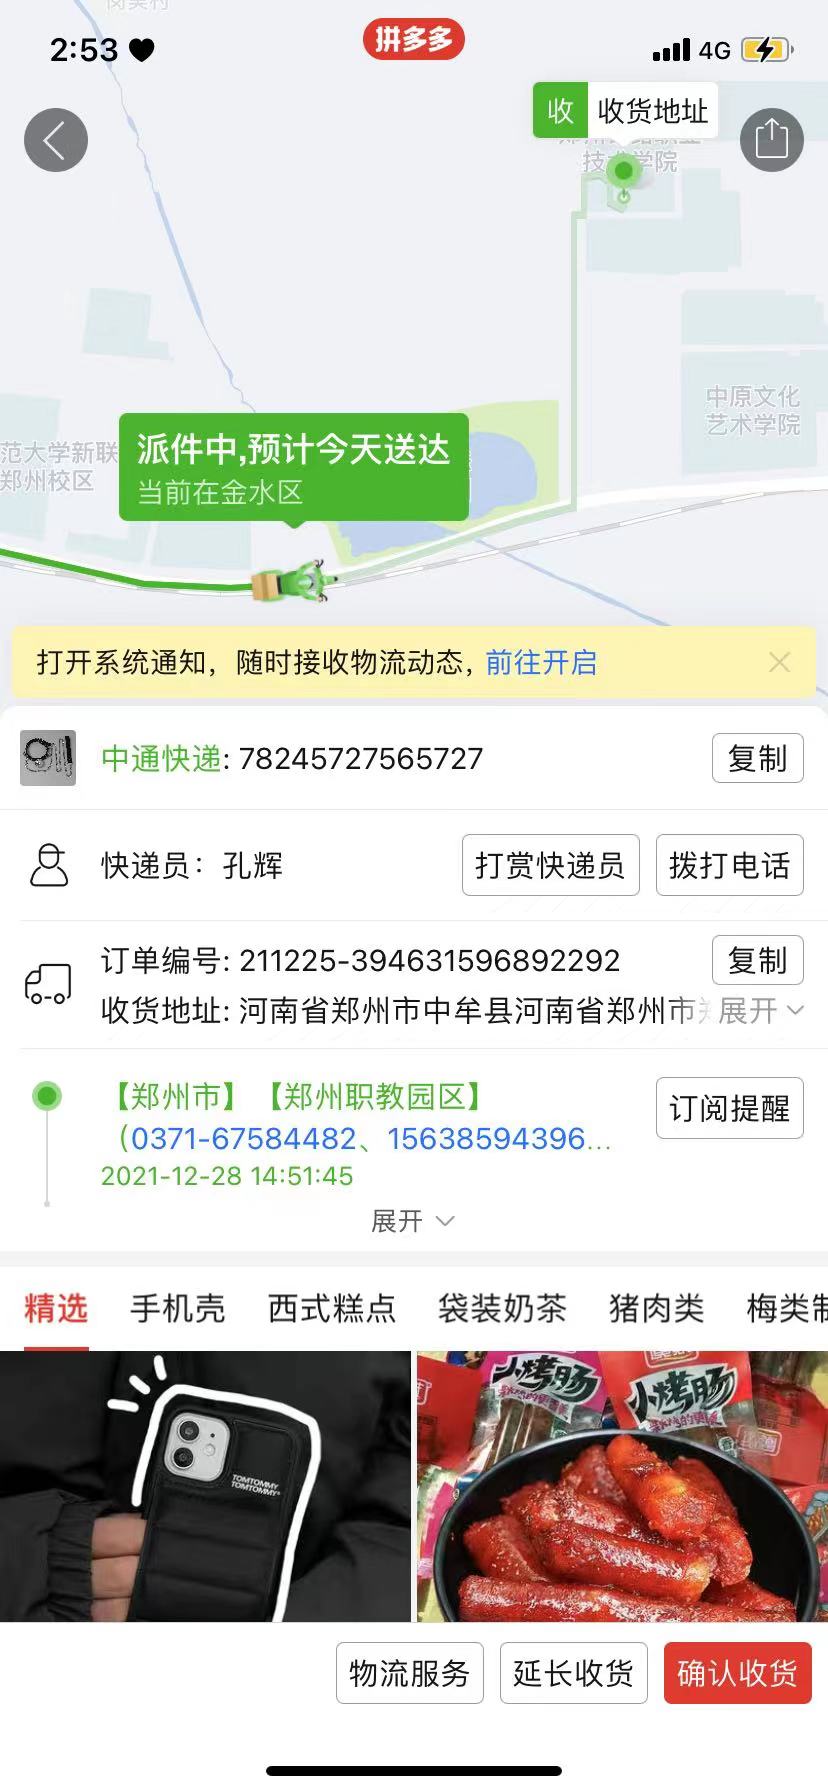 2:53
拼多多
4G
收 收货地址
技术学院
中原文化
艺术学院
范大学新联
郑州校区
派件中,预计今天送达
当前在金水区
打开系统通知，随时接收物流动态，前往开启
中通快递: 78245727565727
复制
快递员：孔辉
打赏快递员
拨打电话
订单编号: 211225-394631596892292
复制
收货地址: 河南省郑州市中牟县河南省郑州市 展开
【郑州市】【郑州职教园区】
（0371-67584482、15638594396...
2021-12-28 14:51:45
订阅提醒
展开
精选 手机壳 西式糕点 袋装奶茶 猪肉类 梅类制
TOMTOMMY
TOMTOMMY
小烤肠
小烤肠
物流服务
延长收货
确认收货